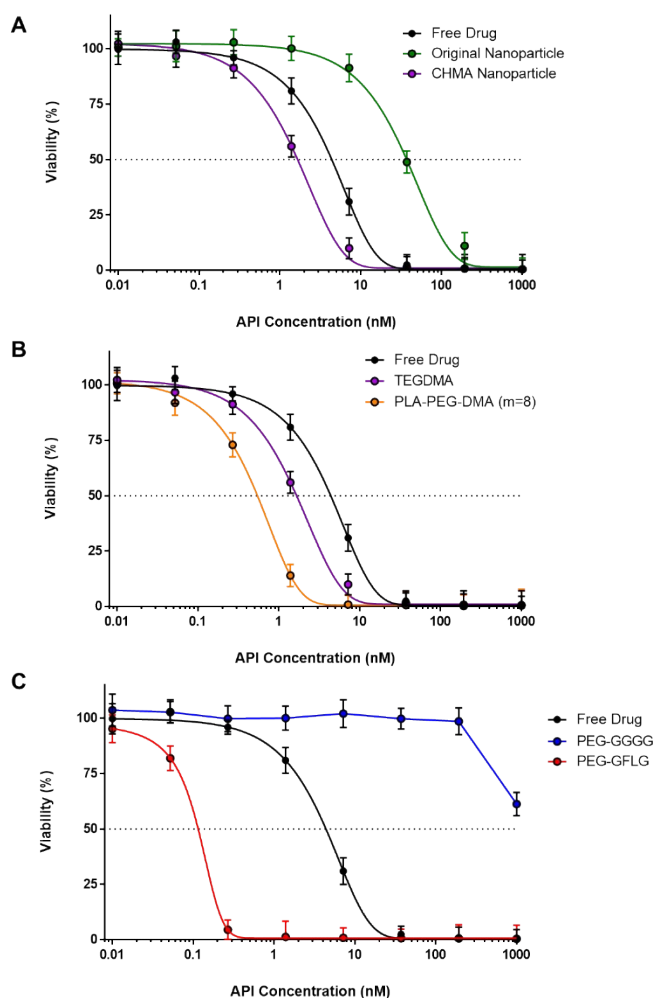 A
Free Drug
Original Nanoparticle
CHMA Nanoparticle
Viability (%)
100
75
50
25
0
0.01 0.1 1 10 100 1000
API Concentration (nM)
B
Free Drug
TEGDMA
PLA-PEG-DMA (m=8)
Viability (%)
100
75
50
25
0
0.01 0.1 1 10 100 1000
API Concentration (nM)
C
Free Drug
PEG-GGGG
PEG-GFLG
Viability (%)
100
75
50
25
0
0.01 0.1 1 10 100 1000
API Concentration (nM)